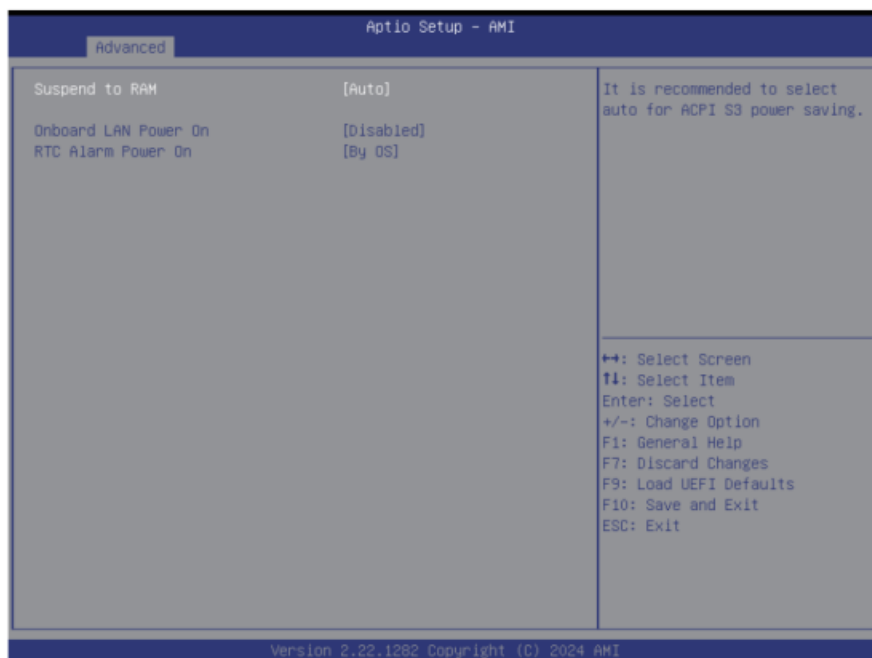 Aptio Setup - AMI
Advanced
Suspend to RAM [Auto]
Onboard LAN Power On [Disabled]
RTC Alarm Power On [By OS]
It is recommended to select
auto for ACPI S3 power saving.
↔: Select Screen
↑↓: Select Item
Enter: Select
+/-: Change Option
F1: General Help
F7: Discard Changes
F9: Load UEFI Defaults
F10: Save and Exit
ESC: Exit
Version 2.22.1282 Copyright (C) 2024 AMI